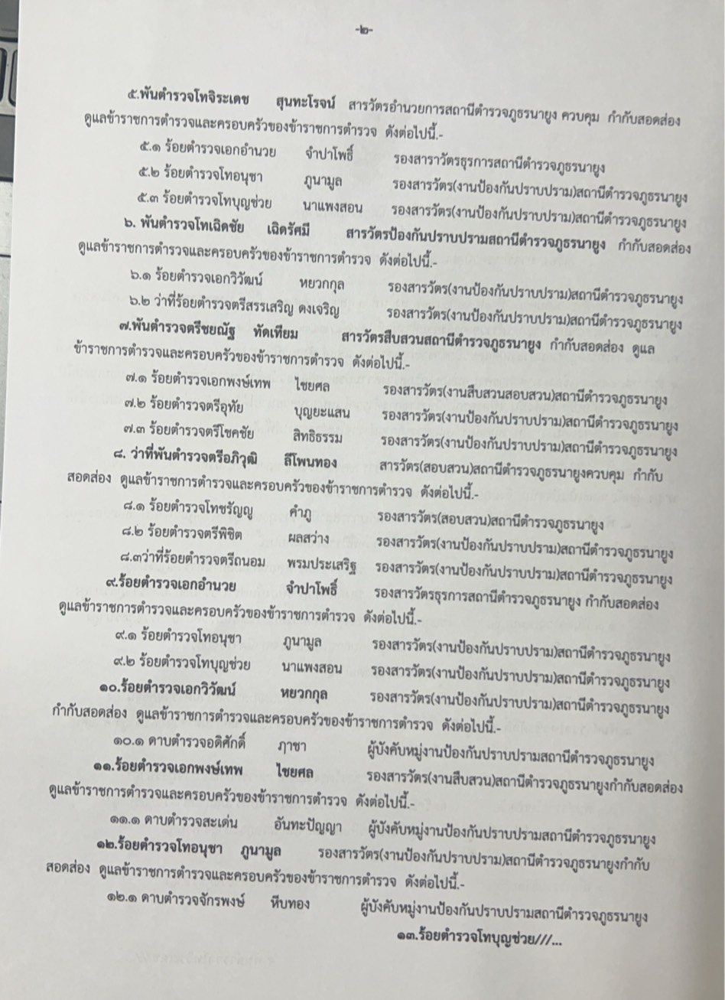 -๒-
๕.พันตำรวจโทจิระเดช สุนทะโรจน์ สารวัตรอำนวยการสถานีตำรวจภูธรนายูง ควบคุม กำกับสอดส่อง
ดูแลข้าราชการตำรวจและครอบครัวของข้าราชการตำรวจ ดังต่อไปนี้.-
๕.๑ ร้อยตำรวจเอกอำนวย จำปาโพธิ์ รองสาราวัตรธุรการสถานีตำรวจภูธรนายูง
๕.๒ ร้อยตำรวจโทอนุชา ภูนามูล รองสารวัตร(งานป้องกันปราบปราม)สถานีตำรวจภูธรนายูง
๕.๓ ร้อยตำรวจโทบุญช่วย นาแพงสอน รองสารวัตร(งานป้องกันปราบปราม)สถานีตำรวจภูธรนายูง
๖. พันตำรวจโทเฉิดชัย เฉิดรัศมี สารวัตรป้องกันปราบปรามสถานีตำรวจภูธรนายูง กำกับสอดส่อง
ดูแลข้าราชการตำรวจและครอบครัวของข้าราชการตำรวจ ดังต่อไปนี้.-
๖.๑ ร้อยตำรวจเอกวิวัฒน์ หยวกกุล รองสารวัตร(งานป้องกันปราบปราม)สถานีตำรวจภูธรนายูง
๖.๒ ว่าที่ร้อยตำรวจตรีสรรเสริญ ดงเจริญ รองสารวัตร(งานป้องกันปราบปราม)สถานีตำรวจภูธรนายูง
๗.พันตำรวจตรีชยณัฐ ทัดเทียม สารวัตรสืบสวนสถานีตำรวจภูธรนายูง กำกับสอดส่อง ดูแล
ข้าราชการตำรวจและครอบครัวของข้าราชการตำรวจ ดังต่อไปนี้.-
๗.๑ ร้อยตำรวจเอกพงษ์เทพ ไชยศล รองสารวัตร(งานสืบสวนสอบสวน)สถานีตำรวจภูธรนายูง
๗.๒ ร้อยตำรวจตรีอุทัย บุญยะแสน รองสารวัตร(งานป้องกันปราบปราม)สถานีตำรวจภูธรนายูง
๗.๓ ร้อยตำรวจตรีโชคชัย สิทธิธรรม รองสารวัตร(งานป้องกันปราบปราม)สถานีตำรวจภูธรนายูง
๘. ว่าที่พันตำรวจตรีอภิวุฒิ ลีโพนทอง สารวัตร(สอบสวน)สถานีตำรวจภูธรนายูงควบคุม กำกับ
สอดส่อง ดูแลข้าราชการตำรวจและครอบครัวของข้าราชการตำรวจ ดังต่อไปนี้.-
๘.๑ ร้อยตำรวจโทชรัญญู คำภู รองสารวัตร(สอบสวน)สถานีตำรวจภูธรนายูง
๘.๒ ร้อยตำรวจตรีพิชิต ผลสว่าง รองสารวัตร(งานป้องกันปราบปราม)สถานีตำรวจภูธรนายูง
๘.๓ว่าที่ร้อยตำรวจตรีถนอม พรมประเสริฐ รองสารวัตร(งานป้องกันปราบปราม)สถานีตำรวจภูธรนายูง
๙.ร้อยตำรวจเอกอำนวย จำปาโพธิ์ รองสารวัตรธุรการสถานีตำรวจภูธรนายูง กำกับสอดส่อง
ดูแลข้าราชการตำรวจและครอบครัวของข้าราชการตำรวจ ดังต่อไปนี้.-
๙.๑ ร้อยตำรวจโทอนุชา ภูนามูล รองสารวัตร(งานป้องกันปราบปราม)สถานีตำรวจภูธรนายูง
๙.๒ ร้อยตำรวจโทบุญช่วย นาแพงสอน รองสารวัตร(งานป้องกันปราบปราม)สถานีตำรวจภูธรนายูง
๑๐.ร้อยตำรวจเอกวิวัฒน์ หยวกกุล รองสารวัตร(งานป้องกันปราบปราม)สถานีตำรวจภูธรนายูง
กำกับสอดส่อง ดูแลข้าราชการตำรวจและครอบครัวของข้าราชการตำรวจ ดังต่อไปนี้.-
๑๐.๑ ดาบตำรวจอดิศักดิ์ ฤาชา ผู้บังคับหมู่งานป้องกันปราบปรามสถานีตำรวจภูธรนายูง
๑๑.ร้อยตำรวจเอกพงษ์เทพ ไชยศล รองสารวัตร(งานสืบสวน)สถานีตำรวจภูธรนายูงกำกับสอดส่อง
ดูแลข้าราชการตำรวจและครอบครัวของข้าราชการตำรวจ ดังต่อไปนี้.-
๑๑.๑ ดาบตำรวจสะเด่น อันทะปัญญา ผู้บังคับหมู่งานป้องกันปราบปรามสถานีตำรวจภูธรนายูง
๑๒.ร้อยตำรวจโทอนุชา ภูนามูล รองสารวัตร(งานป้องกันปราบปราม)สถานีตำรวจภูธรนายูงกำกับ
สอดส่อง ดูแลข้าราชการตำรวจและครอบครัวของข้าราชการตำรวจ ดังต่อไปนี้.-
๑๒.๑ ดาบตำรวจจักรพงษ์ หีบทอง ผู้บังคับหมู่งานป้องกันปราบปรามสถานีตำรวจภูธรนายูง
๑๓.ร้อยตำรวจโทบุญช่วย///...